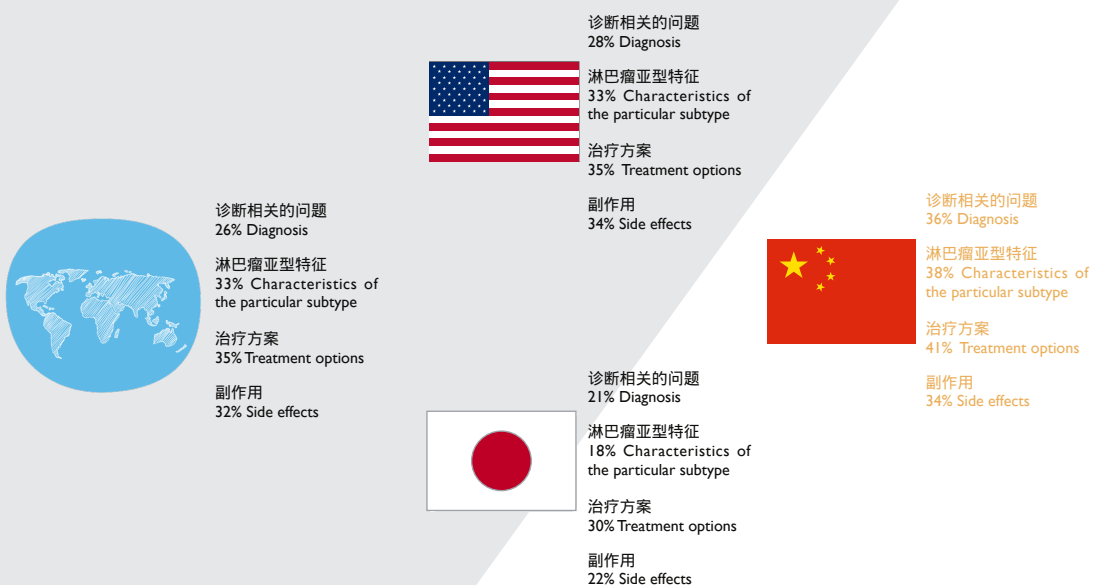 诊断相关的问题
28% Diagnosis
淋巴瘤亚型特征
33% Characteristics of
the particular subtype
治疗方案
35% Treatment options
副作用
34% Side effects
诊断相关的问题
26% Diagnosis
淋巴瘤亚型特征
33% Characteristics of
the particular subtype
治疗方案
35% Treatment options
副作用
32% Side effects
诊断相关的问题
36% Diagnosis
淋巴瘤亚型特征
38% Characteristics of
the particular subtype
治疗方案
41% Treatment options
副作用
34% Side effects
诊断相关的问题
21% Diagnosis
淋巴瘤亚型特征
18% Characteristics of
the particular subtype
治疗方案
30% Treatment options
副作用
22% Side effects